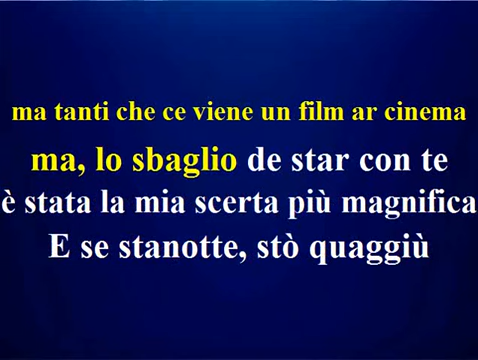 ma tanti che ce viene un film ar cinema
ma, lo sbaglio de star con te
è stata la mia scerta più magnifica
E se stanotte, stò quaggiù